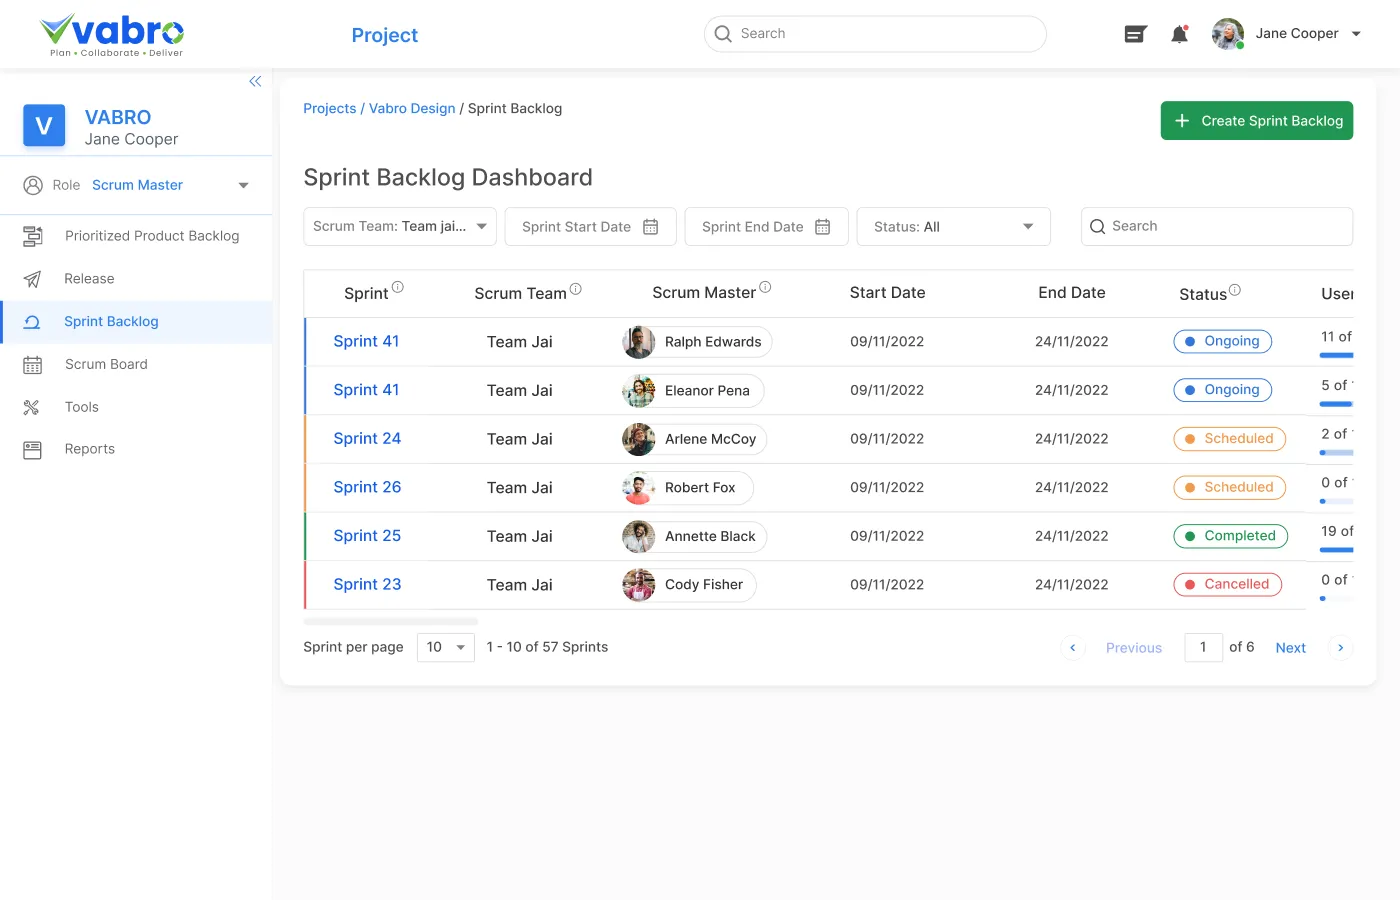 vabro
Plan • Collaborate • Deliver
Project
Search
Jane Cooper
V
VABRO
Jane Cooper
Role Scrum Master
Prioritized Product Backlog
Release
Sprint Backlog
Scrum Board
Tools
Reports
Projects / Vabro Design / Sprint Backlog
+ Create Sprint Backlog
Sprint Backlog Dashboard
Scrum Team: Team jai... Sprint Start Date Sprint End Date Status: All Search
Sprint Scrum Team Scrum Master Start Date End Date Status User
Sprint 41 Team Jai Ralph Edwards 09/11/2022 24/11/2022 Ongoing 11 of
Sprint 41 Team Jai Eleanor Pena 09/11/2022 24/11/2022 Ongoing 5 of
Sprint 24 Team Jai Arlene McCoy 09/11/2022 24/11/2022 Scheduled 2 of
Sprint 26 Team Jai Robert Fox 09/11/2022 24/11/2022 Scheduled 0 of
Sprint 25 Team Jai Annette Black 09/11/2022 24/11/2022 Completed 19 of
Sprint 23 Team Jai Cody Fisher 09/11/2022 24/11/2022 Cancelled 0 of
Sprint per page 10 1 - 10 of 57 Sprints ‹ Previous 1 of 6 Next ›